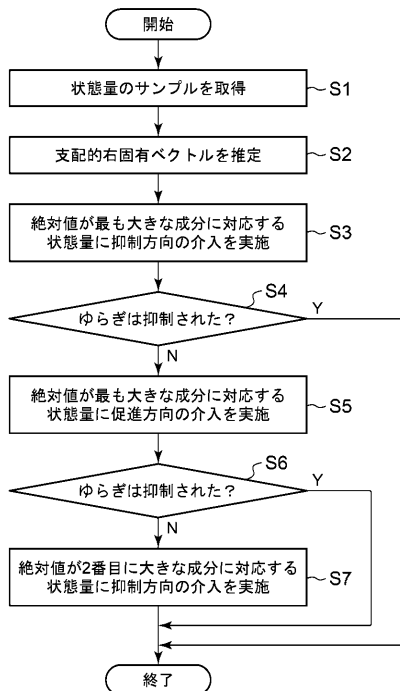 開始
状態量のサンプルを取得
S1
支配的右固有ベクトルを推定
S2
絶対値が最も大きな成分に対応する
状態量に抑制方向の介入を実施
S3
S4
ゆらぎは抑制された?
Y
N
絶対値が最も大きな成分に対応する
状態量に促進方向の介入を実施
S5
S6
ゆらぎは抑制された?
Y
N
絶対値が2番目に大きな成分に対応する
状態量に抑制方向の介入を実施
S7
終了